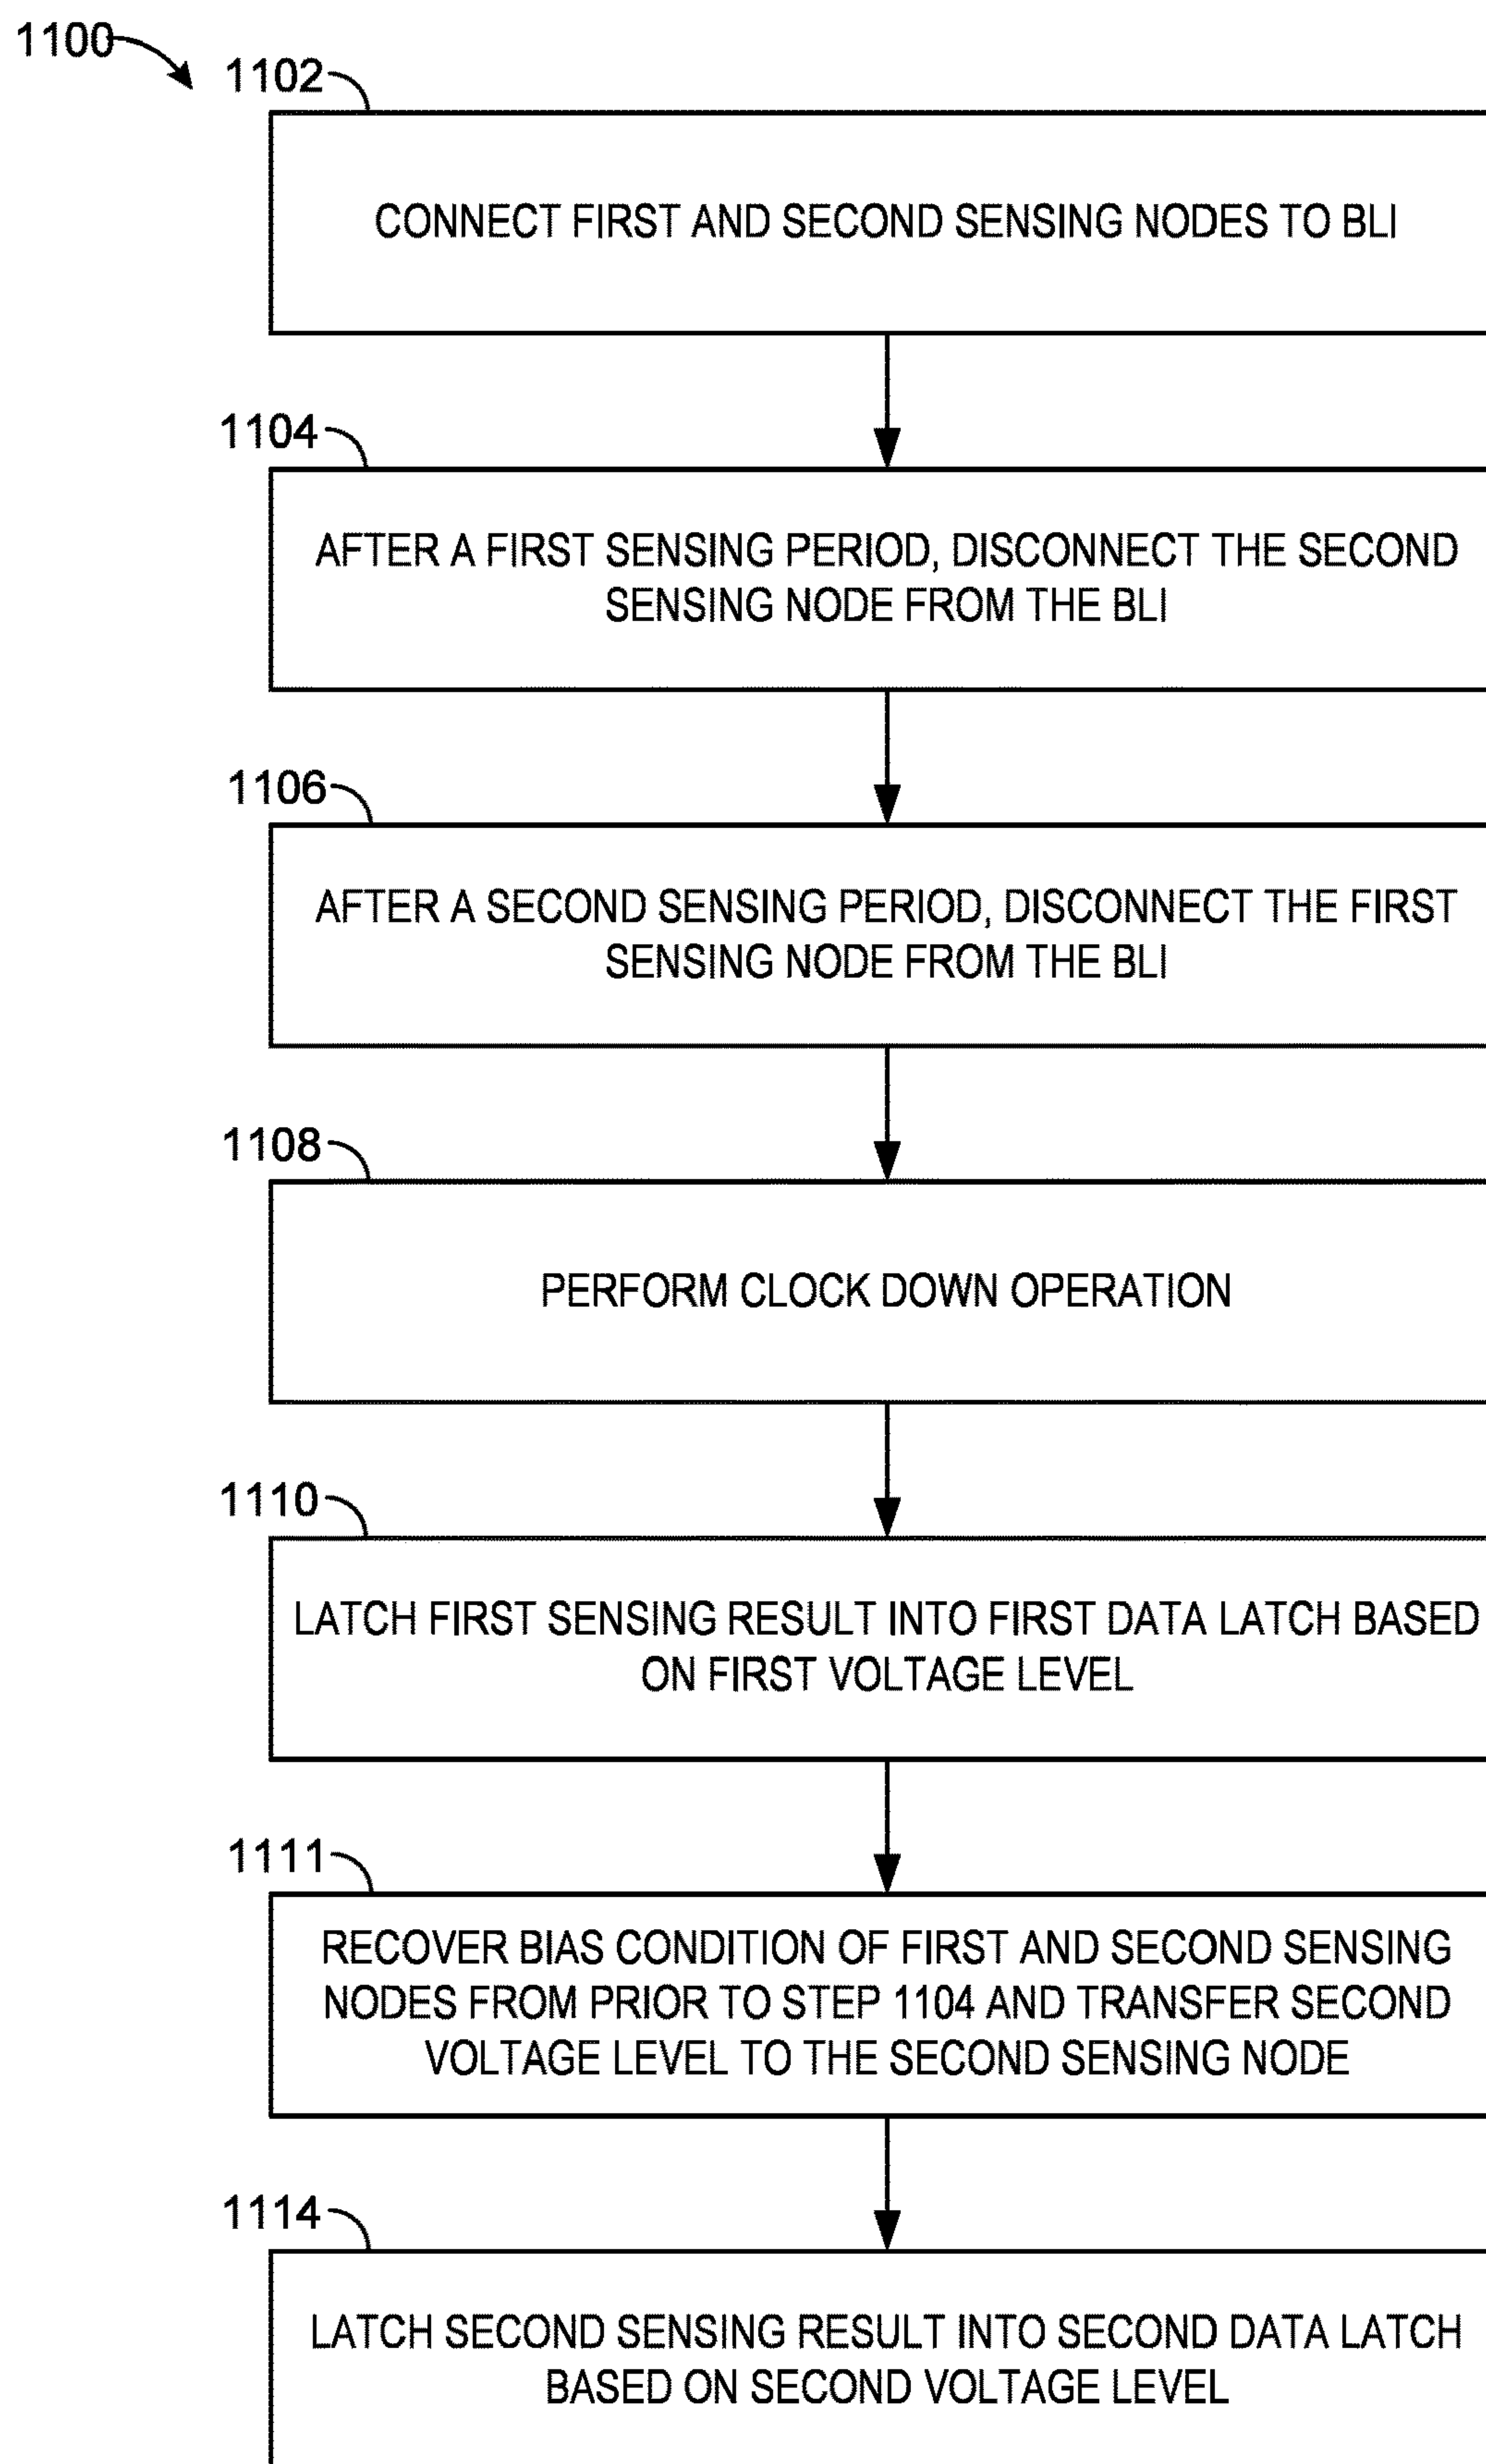 1100
1102
CONNECT FIRST AND SECOND SENSING NODES TO BLI
1104
AFTER A FIRST SENSING PERIOD, DISCONNECT THE SECOND
SENSING NODE FROM THE BLI
1106
AFTER A SECOND SENSING PERIOD, DISCONNECT THE FIRST
SENSING NODE FROM THE BLI
1108
PERFORM CLOCK DOWN OPERATION
1110
LATCH FIRST SENSING RESULT INTO FIRST DATA LATCH BASED
ON FIRST VOLTAGE LEVEL
1111
RECOVER BIAS CONDITION OF FIRST AND SECOND SENSING
NODES FROM PRIOR TO STEP 1104 AND TRANSFER SECOND
VOLTAGE LEVEL TO THE SECOND SENSING NODE
1114
LATCH SECOND SENSING RESULT INTO SECOND DATA LATCH
BASED ON SECOND VOLTAGE LEVEL